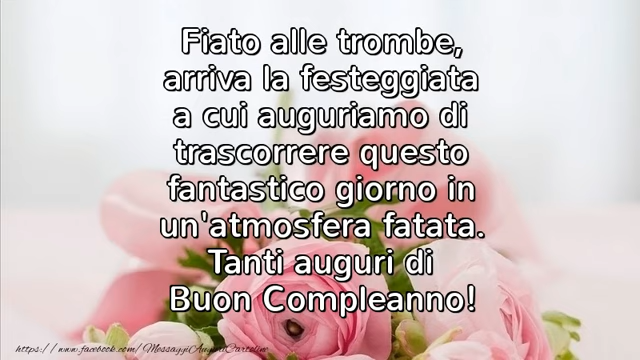 Fiato alle trombe,
arriva la festeggiata
a cui auguriamo di
trascorrere questo
fantastico giorno in
un'atmosfera fatata.
Tanti auguri di
Buon Compleanno!
https://www.facebook.com/MessaggiAuguriCartoline